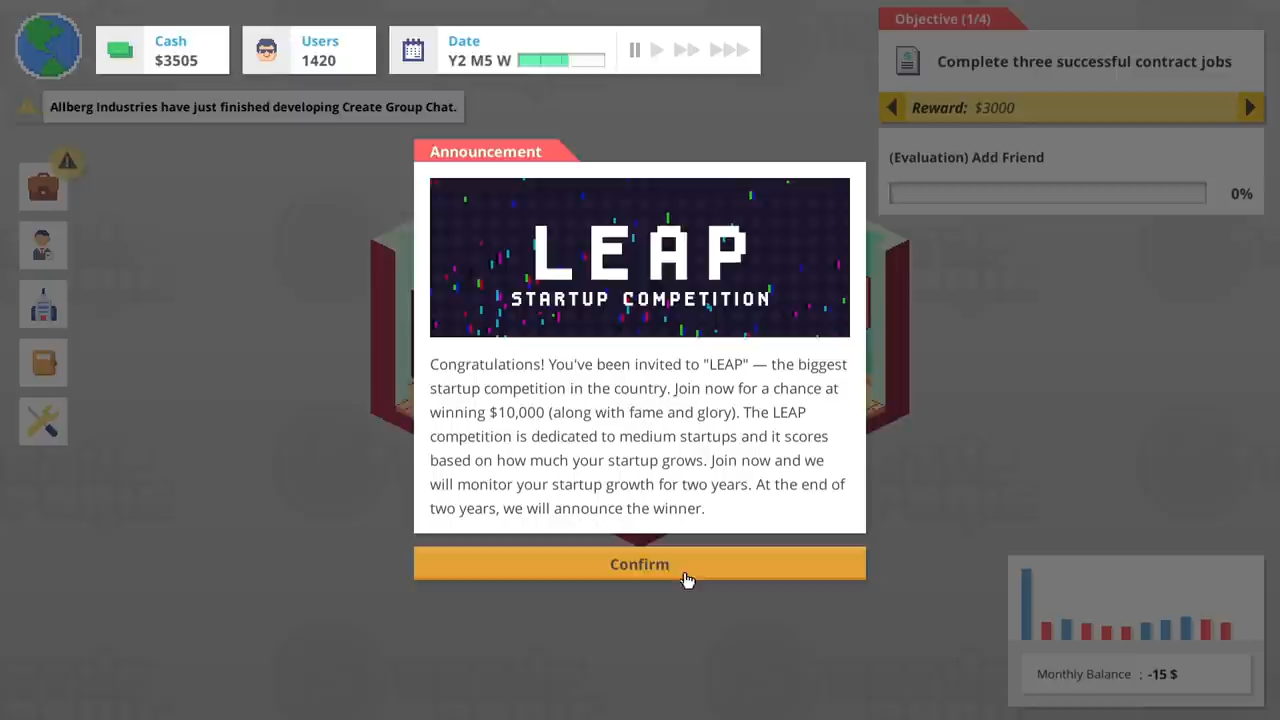 Cash
$3505
Users
1420
Date
Y2 M5 W
Objective (1/4)
Complete three successful contract jobs
Reward: $3000
Allberg Industries have just finished developing Create Group Chat.
(Evaluation) Add Friend
0%
Announcement
LEAP
STARTUP COMPETITION
Congratulations! You've been invited to "LEAP" — the biggest
startup competition in the country. Join now for a chance at
winning $10,000 (along with fame and glory). The LEAP
competition is dedicated to medium startups and it scores
based on how much your startup grows. Join now and we
will monitor your startup growth for two years. At the end of
two years, we will announce the winner.
Confirm
Monthly Balance : -15 $